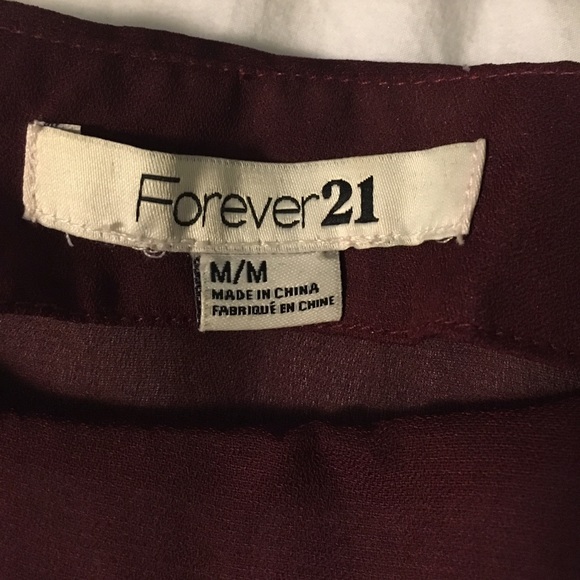 Forever21
M/M
MADE IN CHINA
FABRIQUÉ EN CHINE